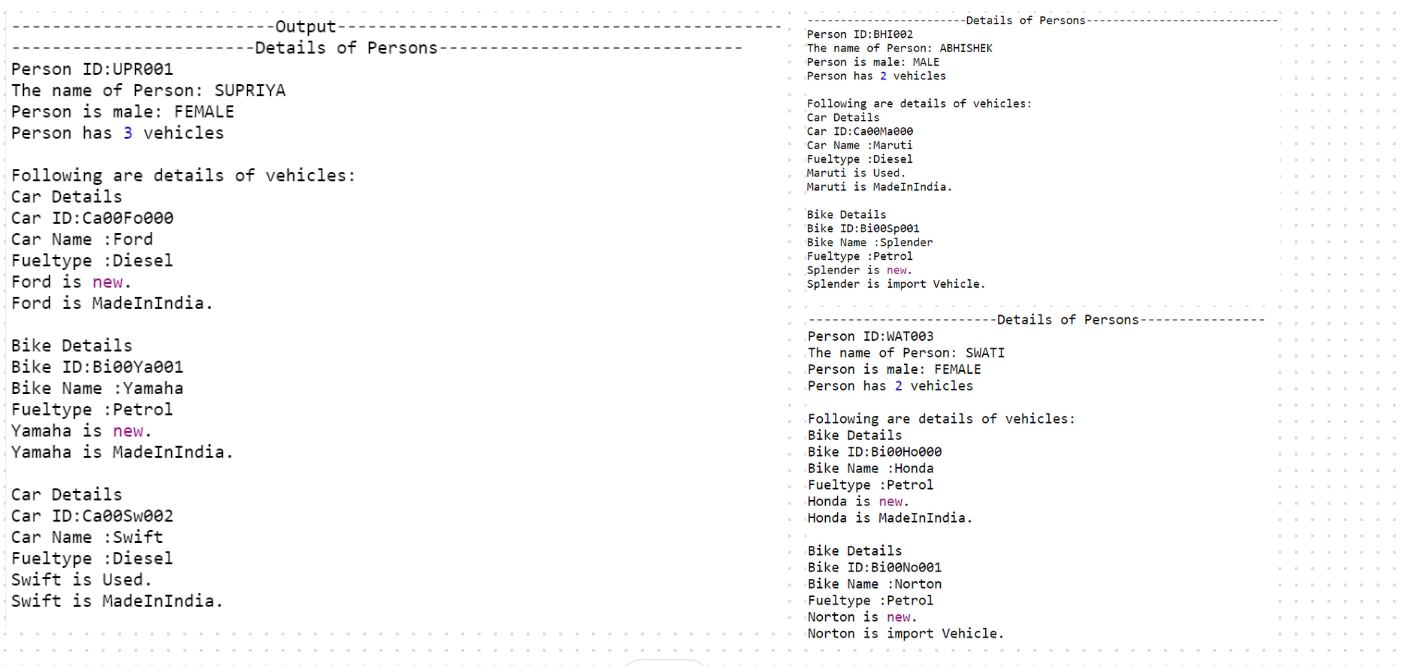 --------------------------Output--------------------------------------------
------------------------Details of Persons------------------------------
Person ID:UPR001
The name of Person: SUPRIYA
Person is male: FEMALE
Person has 3 vehicles
Following are details of vehicles:
Car Details
Car ID:Ca00Fo000
Car Name :Ford
Fueltype :Diesel
Ford is new.
Ford is MadeInIndia.
Bike Details
Bike ID:Bi00Ya001
Bike Name :Yamaha
Fueltype :Petrol
Yamaha is new.
Yamaha is MadeInIndia.
Car Details
Car ID:Ca00Sw002
Car Name :Swift
Fueltype :Diesel
Swift is Used.
Swift is MadeInIndia.
------------------------Details of Persons-----------------------------
Person ID:BHI002
The name of Person: ABHISHEK
Person is male: MALE
Person has 2 vehicles
Following are details of vehicles:
Car Details
Car ID:Ca00Ma000
Car Name :Maruti
Fueltype :Diesel
Maruti is Used.
Maruti is MadeInIndia.
Bike Details
Bike ID:Bi00Sp001
Bike Name :Splender
Fueltype :Petrol
Splender is new.
Splender is import Vehicle.
------------------------Details of Persons----------------
Person ID:WAT003
The name of Person: SWATI
Person is male: FEMALE
Person has 2 vehicles
Following are details of vehicles:
Bike Details
Bike ID:Bi00Ho000
Bike Name :Honda
Fueltype :Petrol
Honda is new.
Honda is MadeInIndia.
Bike Details
Bike ID:Bi00No001
Bike Name :Norton
Fueltype :Petrol
Norton is new.
Norton is import Vehicle.